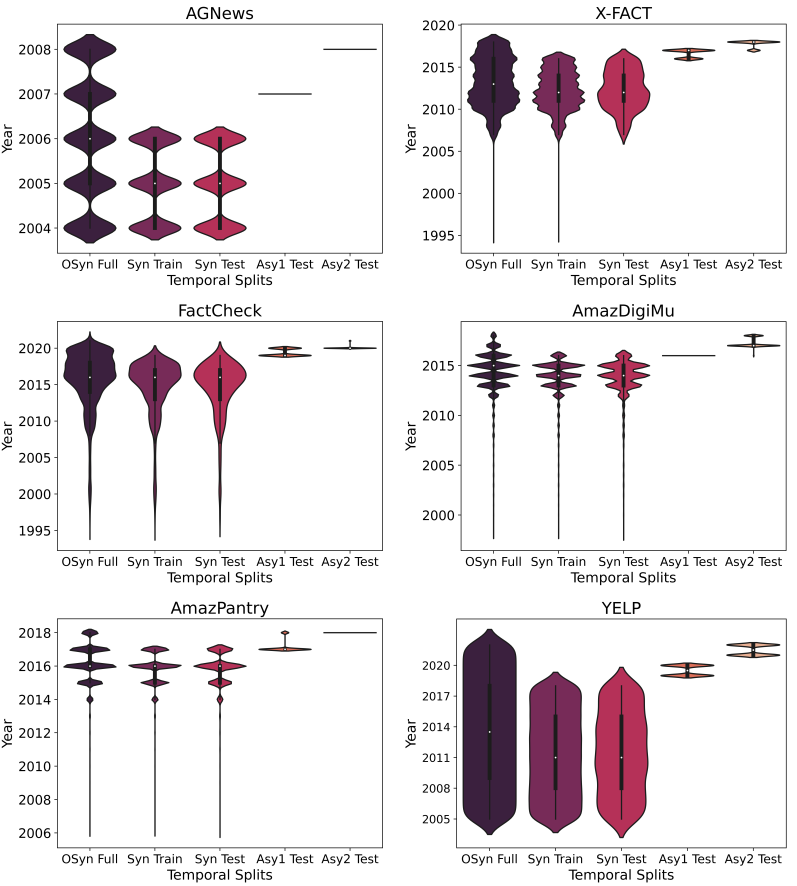 AGNews
Year
2008
2007
2006
2005
2004
OSyn Full Syn Train Syn Test Asy1 Test Asy2 Test
Temporal Splits
X-FACT
Year
2020
2015
2010
2005
2000
1995
OSyn Full Syn Train Syn Test Asy1 Test Asy2 Test
Temporal Splits
FactCheck
Year
2020
2015
2010
2005
2000
1995
OSyn Full Syn Train Syn Test Asy1 Test Asy2 Test
Temporal Splits
AmazDigiMu
Year
2015
2010
2005
2000
OSyn Full Syn Train Syn Test Asy1 Test Asy2 Test
Temporal Splits
AmazPantry
Year
2018
2016
2014
2012
2010
2008
2006
OSyn Full Syn Train Syn Test Asy1 Test Asy2 Test
Temporal Splits
YELP
Year
2020
2017
2014
2011
2008
2005
OSyn Full Syn Train Syn Test Asy1 Test Asy2 Test
Temporal Splits